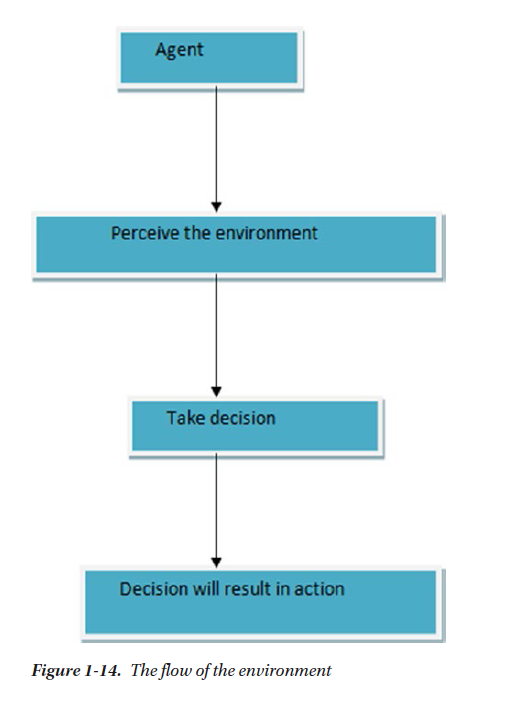 Agent
Perceive the environment
Take decision
Decision will result in action
Figure 1-14. The flow of the environment